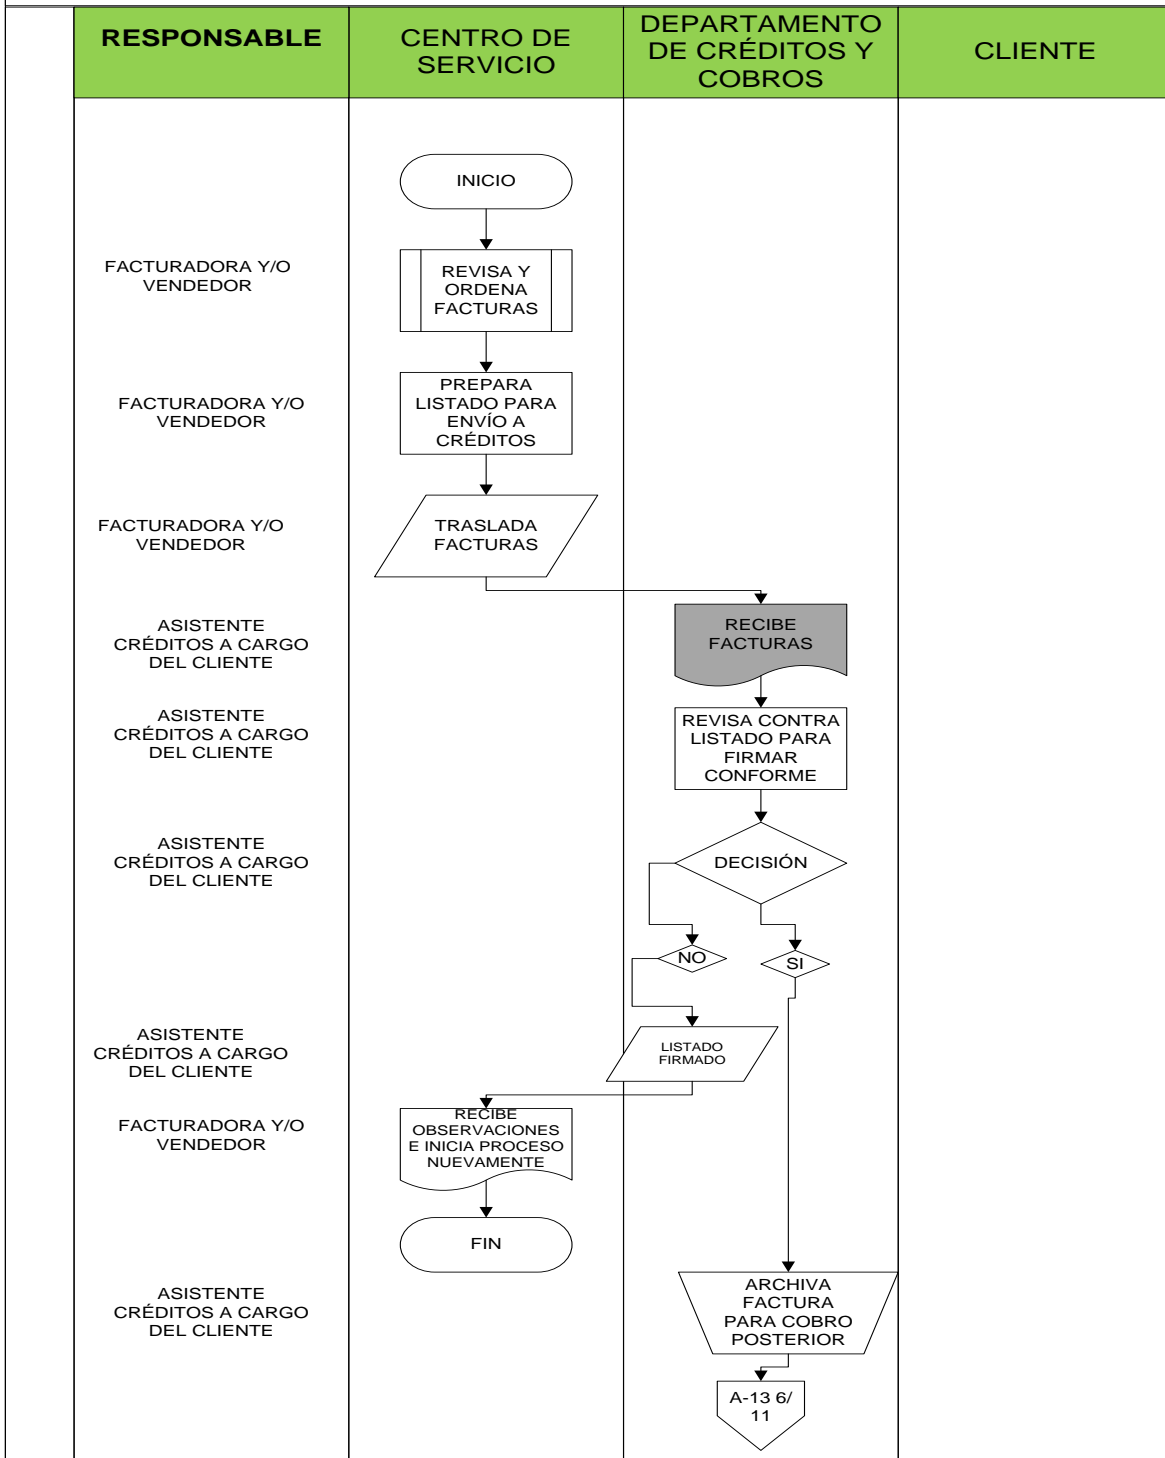 RESPONSABLE
CENTRO DE
SERVICIO
DEPARTAMENTO
DE CRÉDITOS Y
COBROS
CLIENTE
INICIO
FACTURADORA Y/O
VENDEDOR
REVISA Y
ORDENA
FACTURAS
FACTURADORA Y/O
VENDEDOR
PREPARA
LISTADO PARA
ENVÍO A
CRÉDITOS
FACTURADORA Y/O
VENDEDOR
TRASLADA
FACTURAS
ASISTENTE
CRÉDITOS A CARGO
DEL CLIENTE
RECIBE
FACTURAS
ASISTENTE
CRÉDITOS A CARGO
DEL CLIENTE
REVISA CONTRA
LISTADO PARA
FIRMAR
CONFORME
ASISTENTE
CRÉDITOS A CARGO
DEL CLIENTE
DECISIÓN
NO
SI
ASISTENTE
CRÉDITOS A CARGO
DEL CLIENTE
LISTADO
FIRMADO
FACTURADORA Y/O
VENDEDOR
RECIBE
OBSERVACIONES
E INICIA PROCESO
NUEVAMENTE
FIN
ASISTENTE
CRÉDITOS A CARGO
DEL CLIENTE
ARCHIVA
FACTURA
PARA COBRO
POSTERIOR
A-13 6/
11